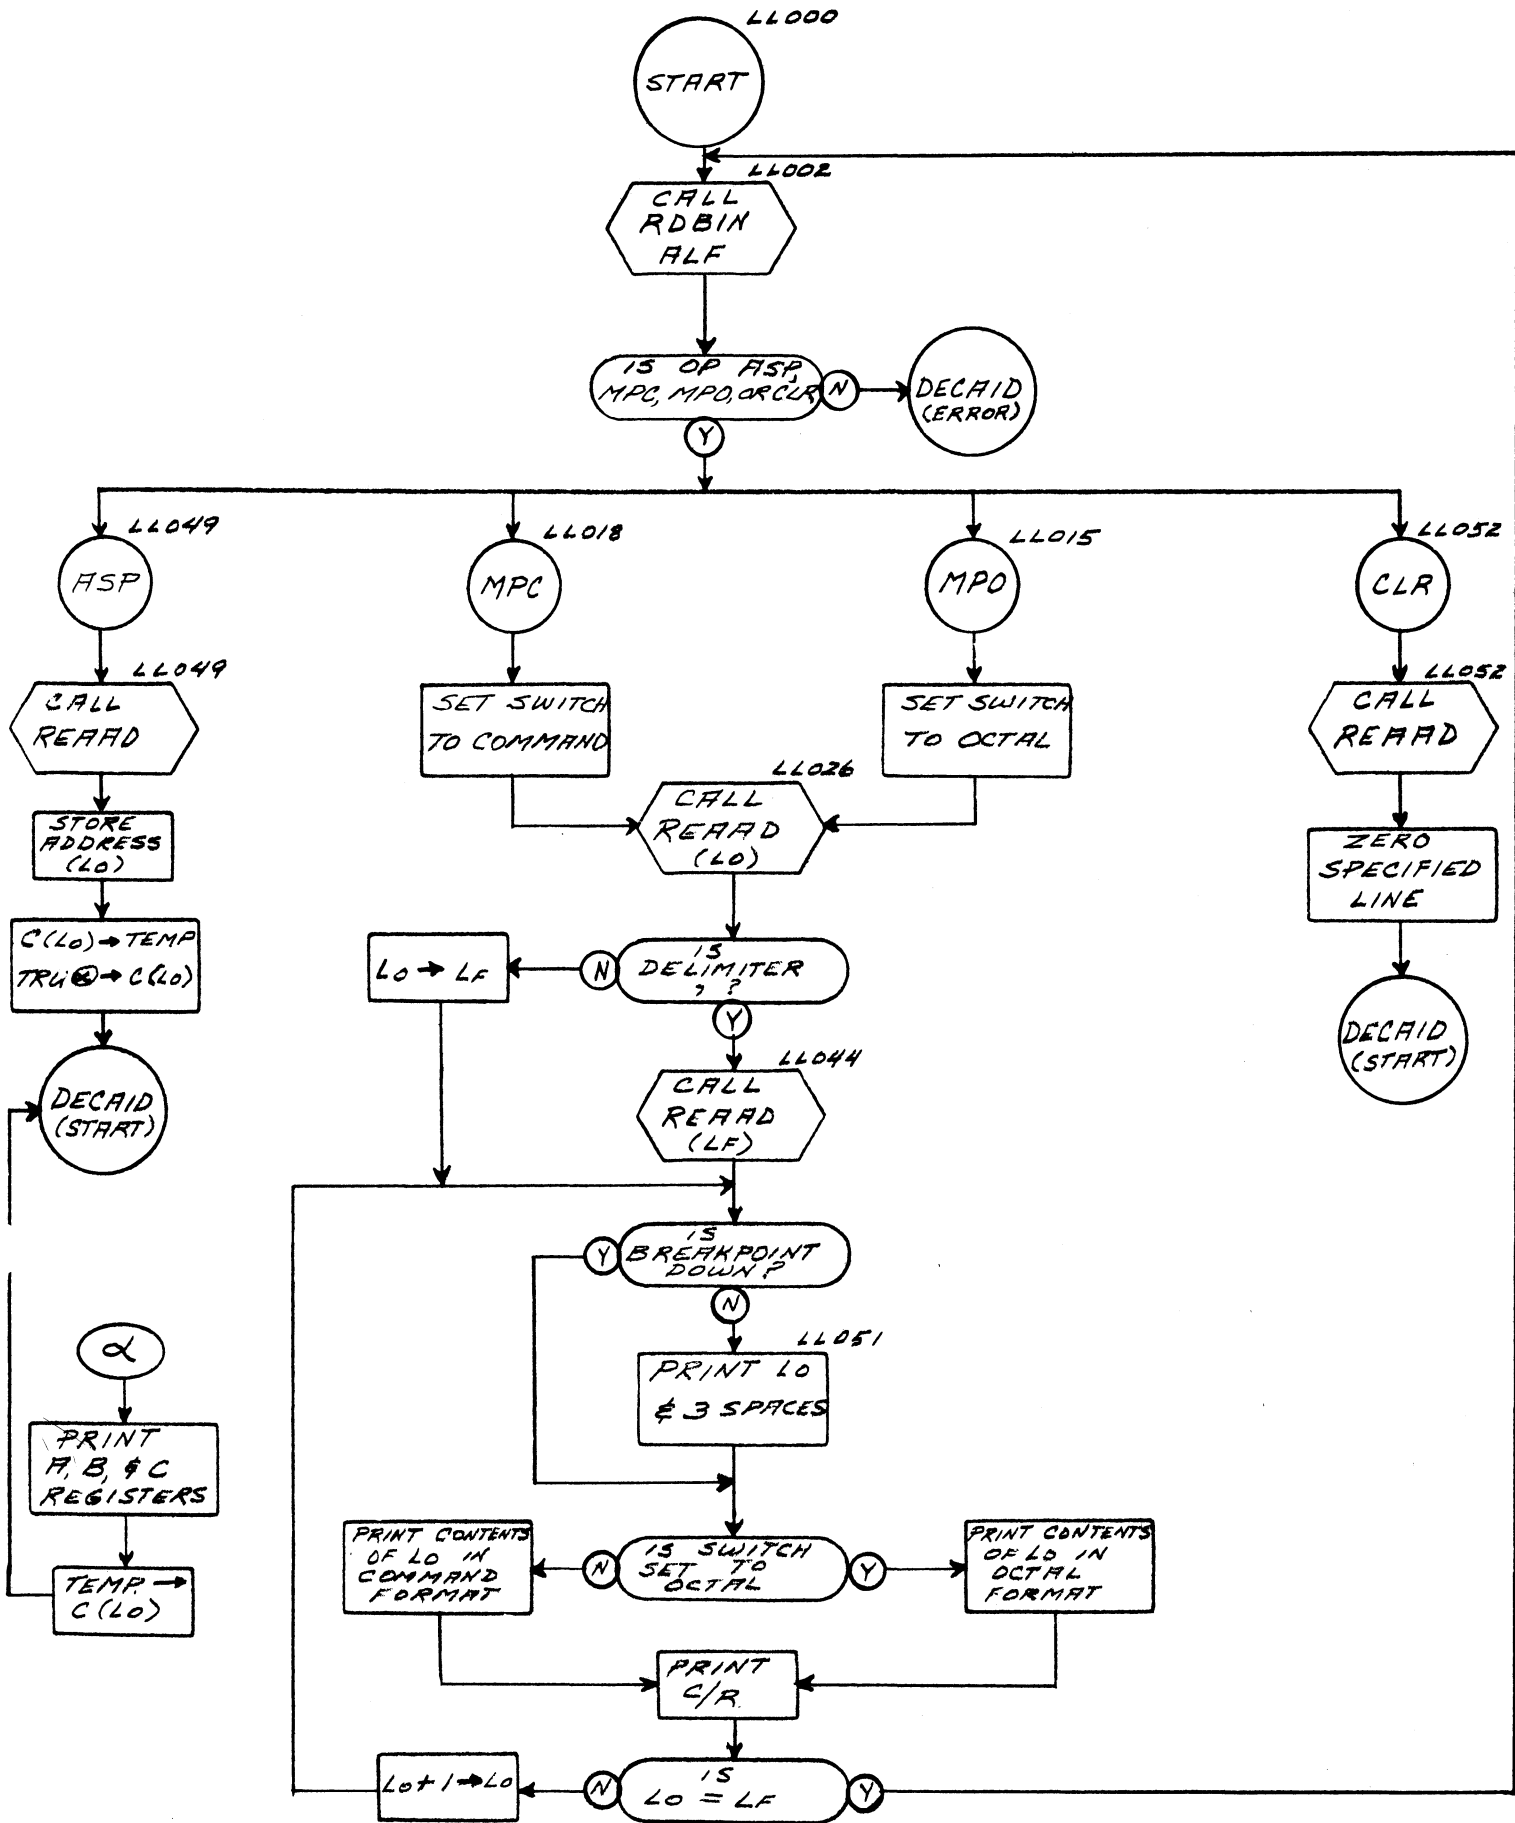 LL000
START
LL002
CALL
RDBIN
ALF
IS OP ASP,
MPC, MPO, OR CLR
N
DECAID
(ERROR)
Y
LL049
ASP
LL018
MPC
LL015
MPO
LL052
CLR
LL049
CALL
REAAD
SET SWITCH
TO COMMAND
SET SWITCH
TO OCTAL
LL052
CALL
REAAD
LL026
CALL
REAAD
(LO)
STORE
ADDRESS
(LO)
ZERO
SPECIFIED
LINE
C(LO) → TEMP
TRU ⊗ → C(LO)
LO → LF
N
IS
DELIMITER
, ?
Y
DECAID
(START)
DECAID
(START)
LL044
CALL
REAAD
(LF)
Y
IS
BREAKPOINT
DOWN?
N
LL051
PRINT LO
& 3 SPACES
α
PRINT
A, B, & C
REGISTERS
TEMP. →
C(LO)
PRINT CONTENTS
OF LO IN
COMMAND
FORMAT
N
IS SWITCH
SET TO
OCTAL
Y
PRINT CONTENTS
OF LO IN
OCTAL
FORMAT
PRINT
C/R.
LO + 1 → LO
N
IS
LO = LF
Y